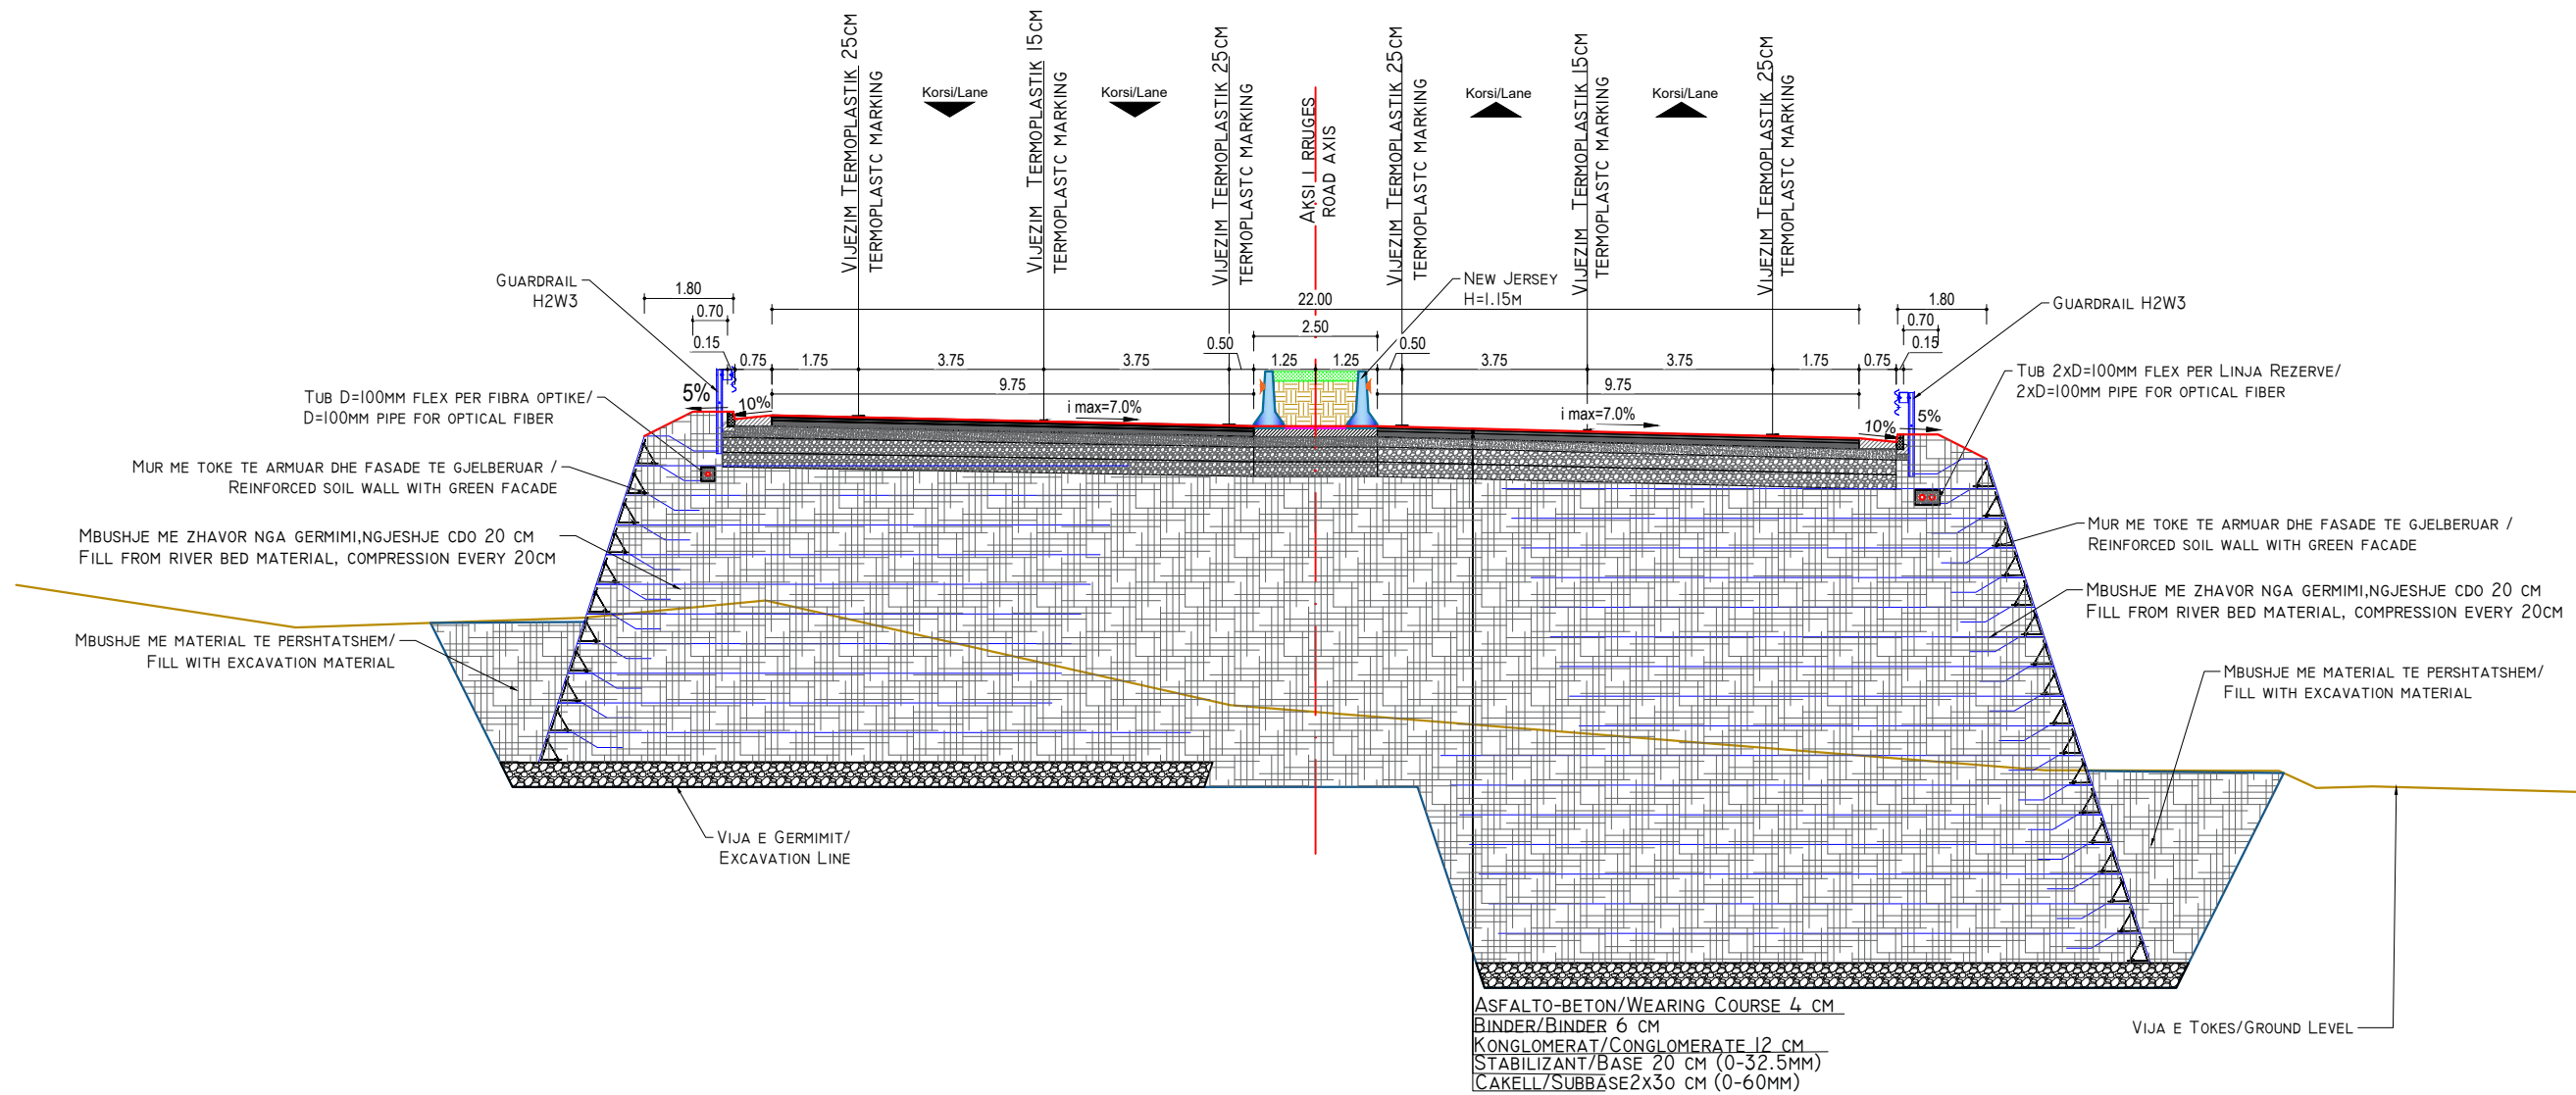 VIJEZIM TERMOPLASTIK 25CM
TERMOPLASTC MARKING
Korsi/Lane
VIJEZIM TERMOPLASTIK 15CM
TERMOPLASTC MARKING
Korsi/Lane
VIJEZIM TERMOPLASTIK 25CM
TERMOPLASTC MARKING
AKSI I RRUGES
ROAD AXIS
VIJEZIM TERMOPLASTIK 25CM
TERMOPLASTC MARKING
Korsi/Lane
VIJEZIM TERMOPLASTIK 15CM
TERMOPLASTC MARKING
Korsi/Lane
VIJEZIM TERMOPLASTIK 25CM
TERMOPLASTC MARKING
GUARDRAIL
H2W3
NEW JERSEY
H=1.15M
GUARDRAIL H2W3
1.80
22.00
1.80
0.70
2.50
0.70
0.15
0.50
0.50
0.15
0.75
1.75
3.75
3.75
1.25
1.25
3.75
3.75
1.75
0.75
9.75
9.75
5%
10%
i max=7.0%
i max=7.0%
10%
5%
TUB D=100MM FLEX PER FIBRA OPTIKE/
D=100MM PIPE FOR OPTICAL FIBER
TUB 2XD=100MM FLEX PER LINJA REZERVE/
2XD=100MM PIPE FOR OPTICAL FIBER
MUR ME TOKE TE ARMUAR DHE FASADE TE GJELBERUAR /
REINFORCED SOIL WALL WITH GREEN FACADE
MUR ME TOKE TE ARMUAR DHE FASADE TE GJELBERUAR /
REINFORCED SOIL WALL WITH GREEN FACADE
MBUSHJE ME ZHAVOR NGA GERMIMI,NGJESHJE CDO 20 CM
FILL FROM RIVER BED MATERIAL, COMPRESSION EVERY 20CM
MBUSHJE ME ZHAVOR NGA GERMIMI,NGJESHJE CDO 20 CM
FILL FROM RIVER BED MATERIAL, COMPRESSION EVERY 20CM
MBUSHJE ME MATERIAL TE PERSHTATSHEM/
FILL WITH EXCAVATION MATERIAL
MBUSHJE ME MATERIAL TE PERSHTATSHEM/
FILL WITH EXCAVATION MATERIAL
VIJA E GERMIMIT/
EXCAVATION LINE
VIJA E TOKES/GROUND LEVEL
ASFALTO-BETON/WEARING COURSE 4 CM
BINDER/BINDER 6 CM
KONGLOMERAT/CONGLOMERATE 12 CM
STABILIZANT/BASE 20 CM (0-32.5MM)
CAKELL/SUBBASE2X30 CM (0-60MM)